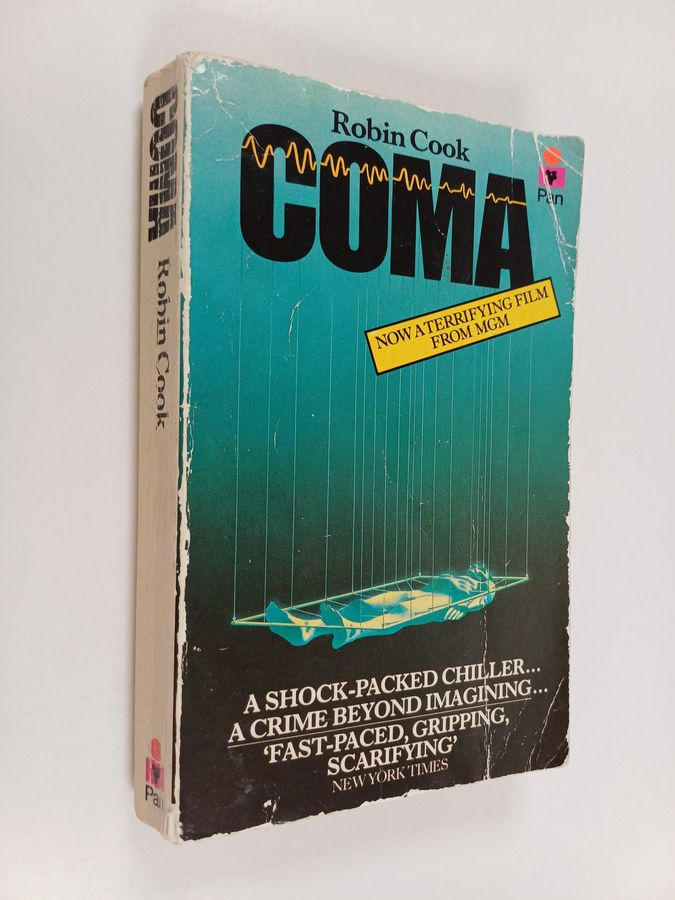 Robin Cook
COMA
Pan
NOW A TERRIFYING FILM
FROM MGM
A SHOCK-PACKED CHILLER...
A CRIME BEYOND IMAGINING...
'FAST-PACED, GRIPPING,
SCARIFYING'
NEW YORK TIMES
COMA
Robin Cook
Pan